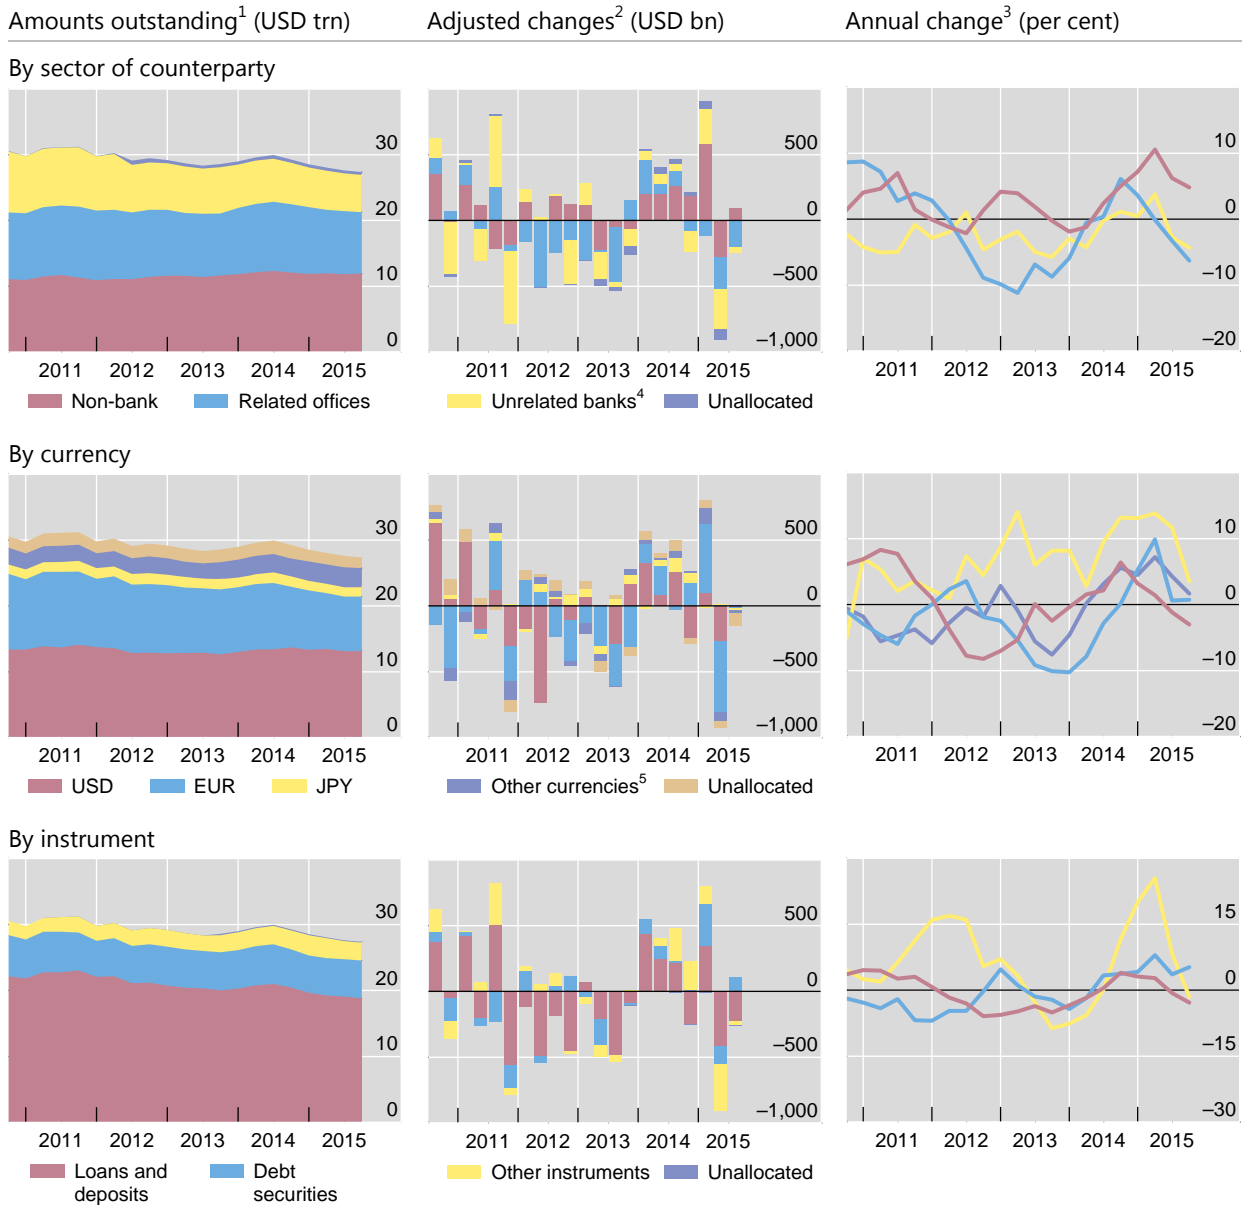 Amounts outstanding1 (USD trn) Adjusted changes2 (USD bn) Annual change3 (per cent)
By sector of counterparty
30
20
10
0
2011 2012 2013 2014 2015
500
0
–500
–1,000
2011 2012 2013 2014 2015
10
0
–10
–20
2011 2012 2013 2014 2015
Non-bank Related offices Unrelated banks4 Unallocated
By currency
30
20
10
0
2011 2012 2013 2014 2015
500
0
–500
–1,000
2011 2012 2013 2014 2015
10
0
–10
–20
2011 2012 2013 2014 2015
USD EUR JPY Other currencies5 Unallocated
By instrument
30
20
10
0
2011 2012 2013 2014 2015
500
0
–500
–1,000
2011 2012 2013 2014 2015
15
0
–15
–30
2011 2012 2013 2014 2015
Loans and deposits Debt securities Other instruments Unallocated